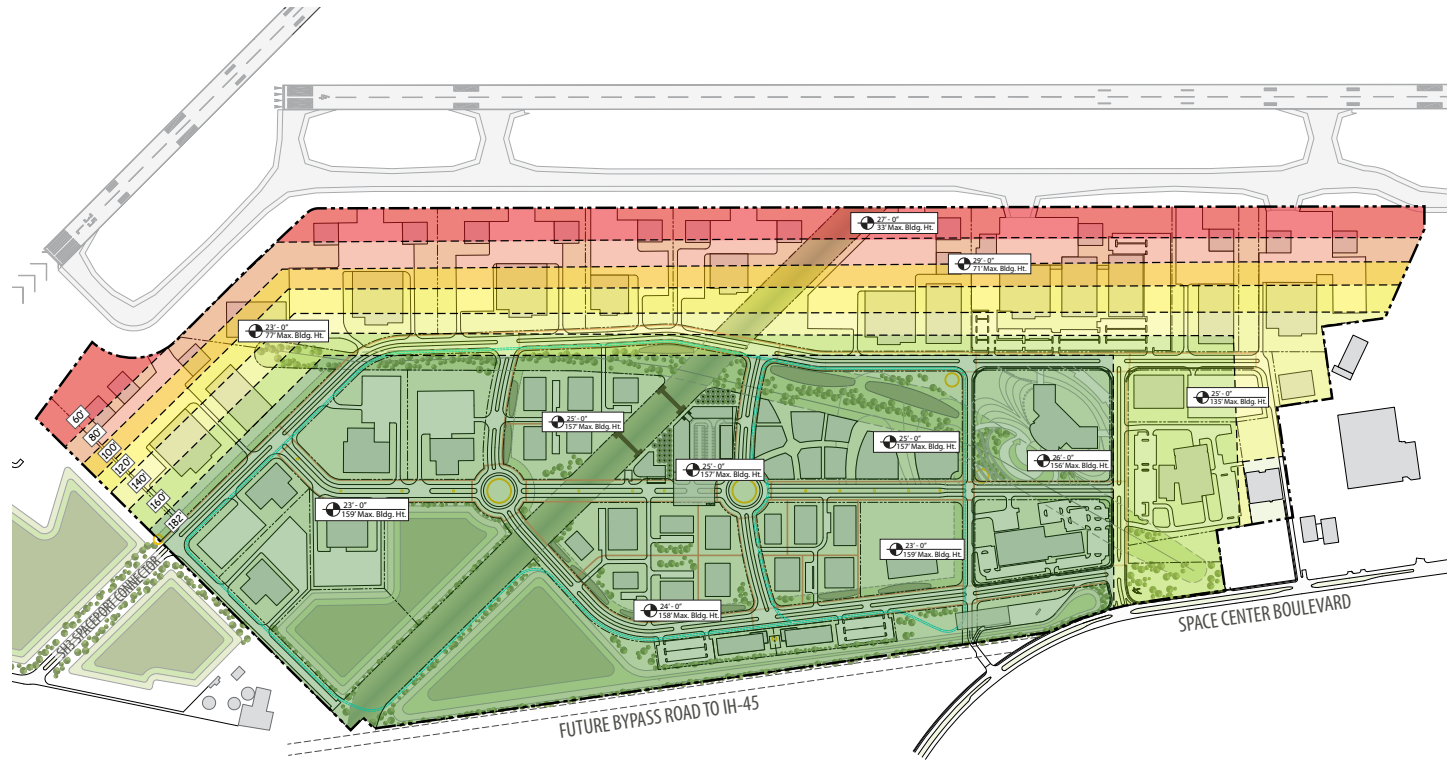 27'- 0"
33' Max. Bldg. Ht.
29'- 0"
71' Max. Bldg. Ht.
23'- 0"
77' Max. Bldg. Ht.
25'- 0"
135' Max. Bldg. Ht.
60'
80'
100'
120'
140'
160'
182'
25'- 0"
157' Max. Bldg. Ht.
25'- 0"
157' Max. Bldg. Ht.
25'- 0"
157' Max. Bldg. Ht.
26'- 0"
156' Max. Bldg. Ht.
23'- 0"
159' Max. Bldg. Ht.
23'- 0"
159' Max. Bldg. Ht.
24'- 0"
158' Max. Bldg. Ht.
SH3 SPACEPORT CONNECTOR
SPACE CENTER BOULEVARD
FUTURE BYPASS ROAD TO IH-45